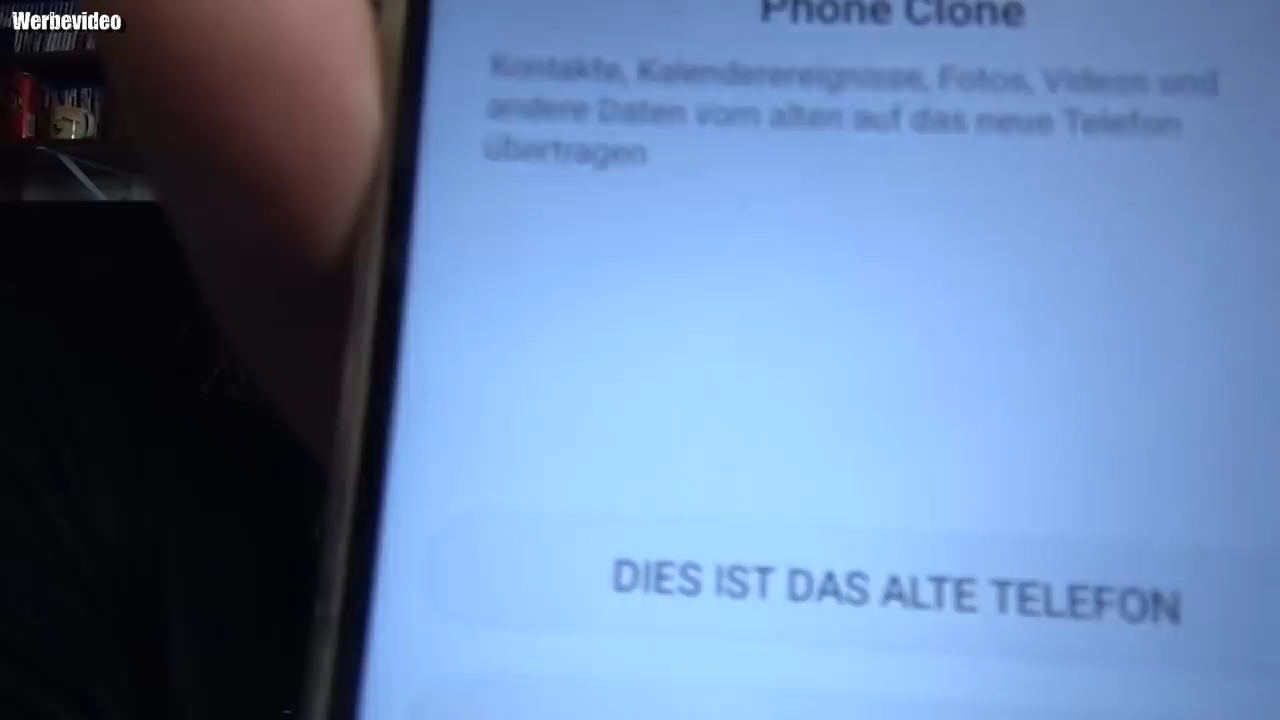 Werbevideo
Phone Clone
Kontakte, Kalenderereignisse, Fotos, Videos und
andere Daten vom alten auf das neue Telefon
übertragen
DIES IST DAS ALTE TELEFON